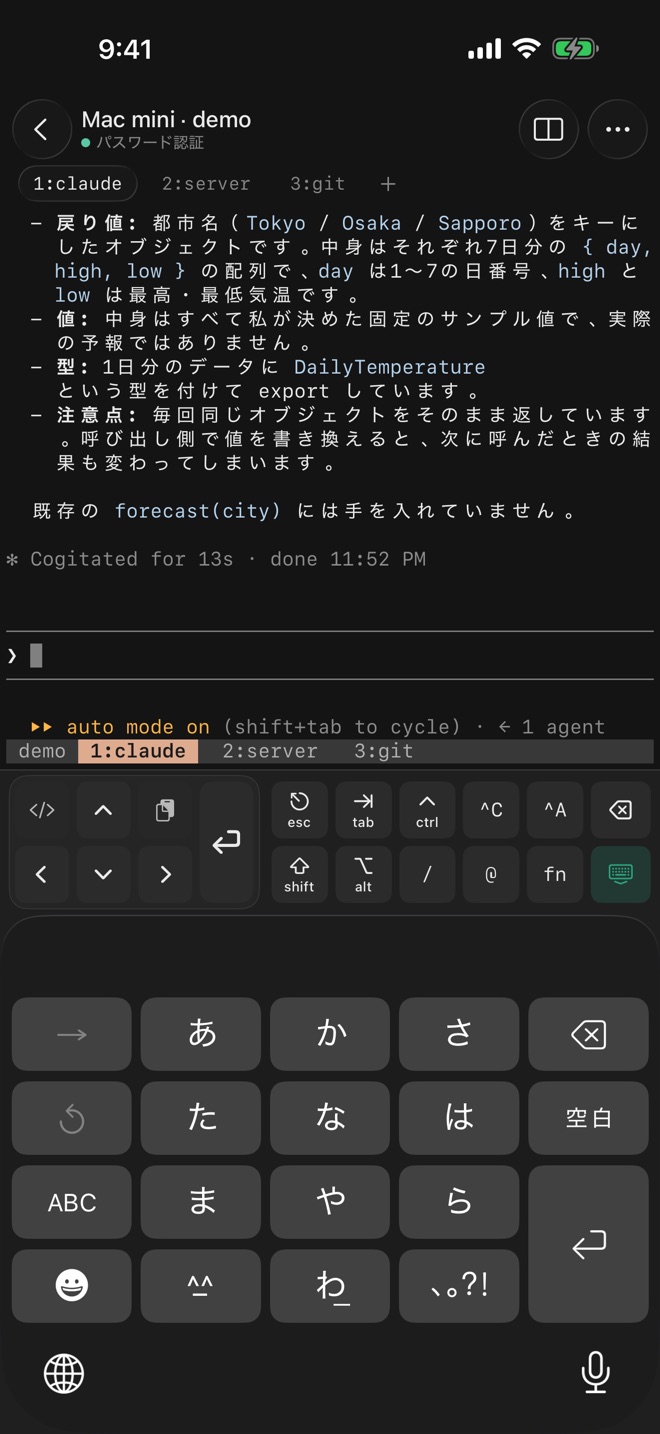 9:41
Mac mini · demo
パスワード認証
1:claude 2:server 3:git +
– 戻り値: 都市名（Tokyo / Osaka / Sapporo）をキーに
したオブジェクトです。中身はそれぞれ7日分の { day,
high, low } の配列で、day は1〜7の日番号、high と
low は最高・最低気温です。
– 値: 中身はすべて私が決めた固定のサンプル値で、実際
の予報ではありません。
– 型: 1日分のデータに DailyTemperature
という型を付けて export しています。
– 注意点: 毎回同じオブジェクトをそのまま返しています
。呼び出し側で値を書き換えると、次に呼んだときの結
果も変わってしまいます。
既存の forecast(city) には手を入れていません。
✻ Cogitated for 13s · done 11:52 PM
❯
⏵⏵ auto mode on (shift+tab to cycle) · ← 1 agent
demo 1:claude 2:server 3:git
</> esc tab ctrl ^C ^A
shift alt / @ fn
→ あ か さ
た な は 空白
ABC ま や ら
^^ わ_ 、。?!